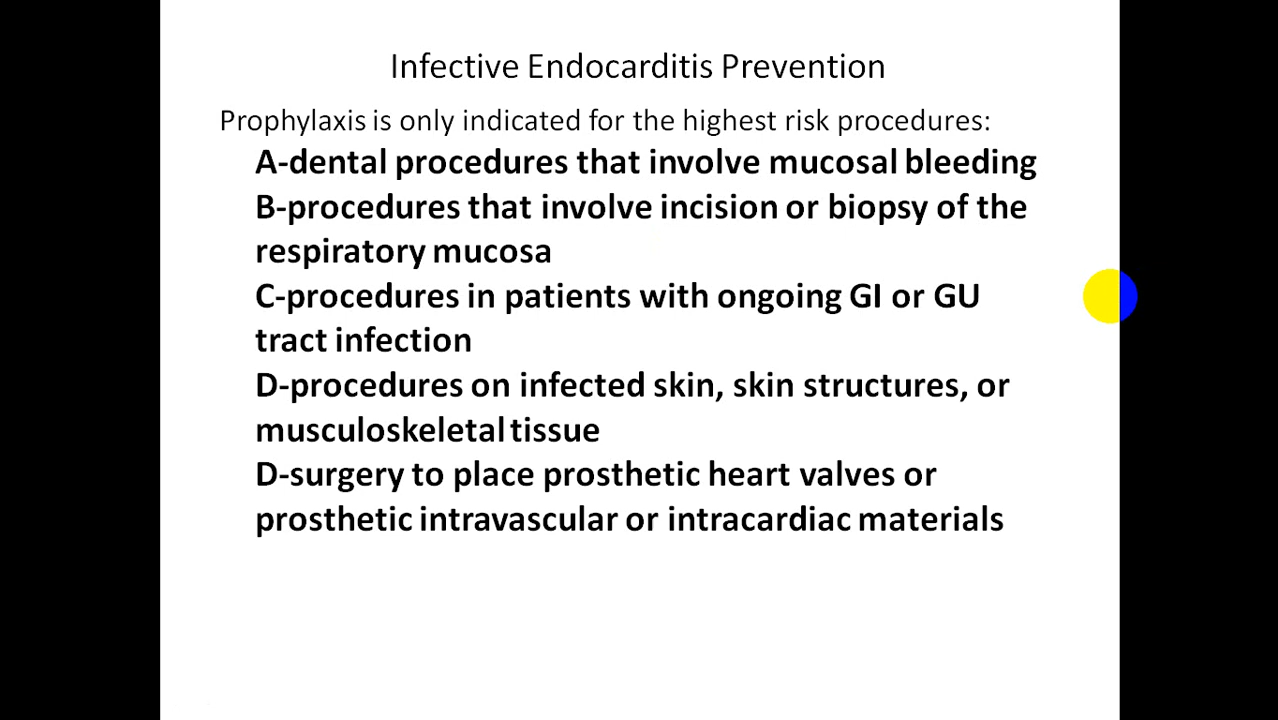 Infective Endocarditis Prevention
Prophylaxis is only indicated for the highest risk procedures:
A-dental procedures that involve mucosal bleeding
B-procedures that involve incision or biopsy of the
respiratory mucosa
C-procedures in patients with ongoing GI or GU
tract infection
D-procedures on infected skin, skin structures, or
musculoskeletal tissue
D-surgery to place prosthetic heart valves or
prosthetic intravascular or intracardiac materials